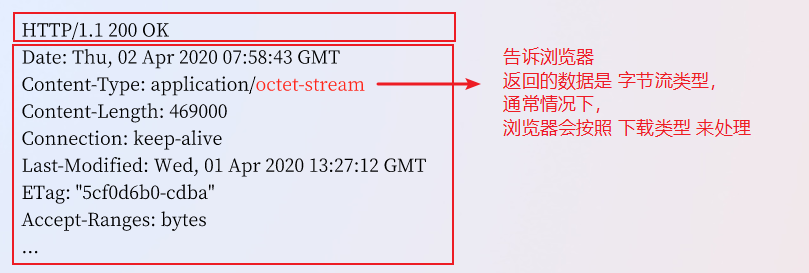 HTTP/1.1 200 OK
Date: Thu, 02 Apr 2020 07:58:43 GMT
Content-Type: application/octet-stream
Content-Length: 469000
Connection: keep-alive
Last-Modified: Wed, 01 Apr 2020 13:27:12 GMT
ETag: "5cf0d6b0-cdba"
Accept-Ranges: bytes
...
告诉浏览器
返回的数据是 字节流类型，
通常情况下，
浏览器会按照 下载类型 来处理